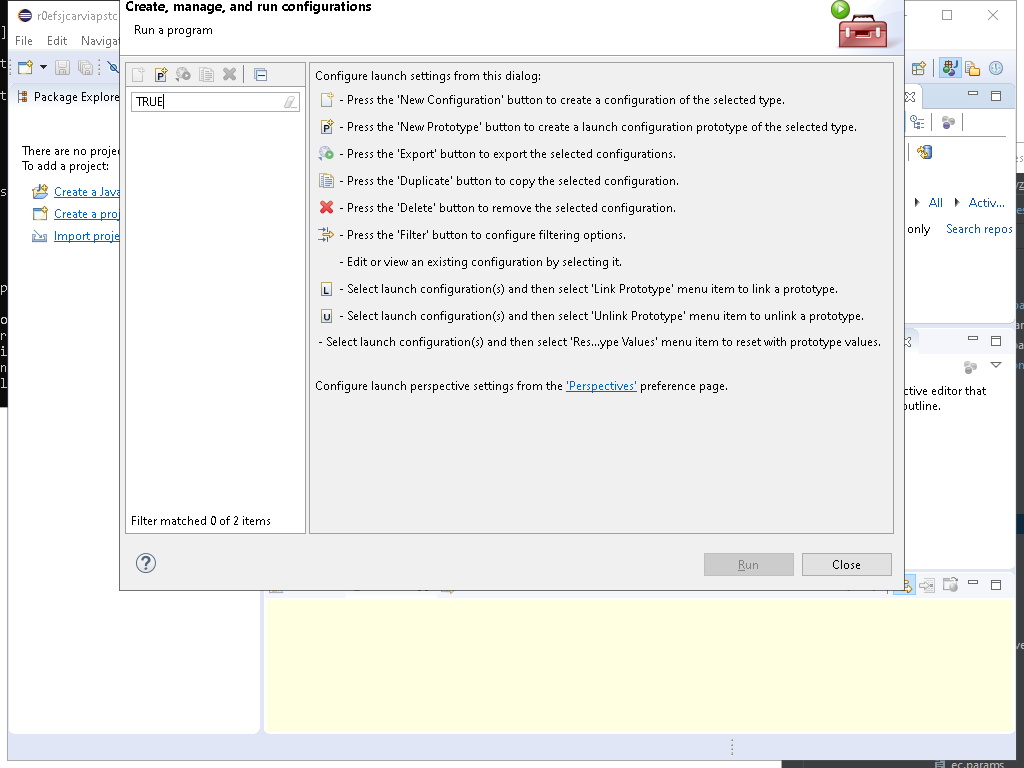 Create, manage, and run configurations
Run a program
r0efsjcarviapstc
File Edit Naviga
Package Explore
There are no projec
To add a project:
Create a Java
Create a proj
Import proje
TRUE
Filter matched 0 of 2 items
Configure launch settings from this dialog:
- Press the 'New Configuration' button to create a configuration of the selected type.
P - Press the 'New Prototype' button to create a launch configuration prototype of the selected type.
- Press the 'Export' button to export the selected configurations.
- Press the 'Duplicate' button to copy the selected configuration.
- Press the 'Delete' button to remove the selected configuration.
- Press the 'Filter' button to configure filtering options.
- Edit or view an existing configuration by selecting it.
L - Select launch configuration(s) and then select 'Link Prototype' menu item to link a prototype.
U - Select launch configuration(s) and then select 'Unlink Prototype' menu item to unlink a prototype.
- Select launch configuration(s) and then select 'Res...ype Values' menu item to reset with prototype values.
Configure launch perspective settings from the 'Perspectives' preference page.
? Run Close
All Activ...
only Search repos
ctive editor that
outline.
ec.params